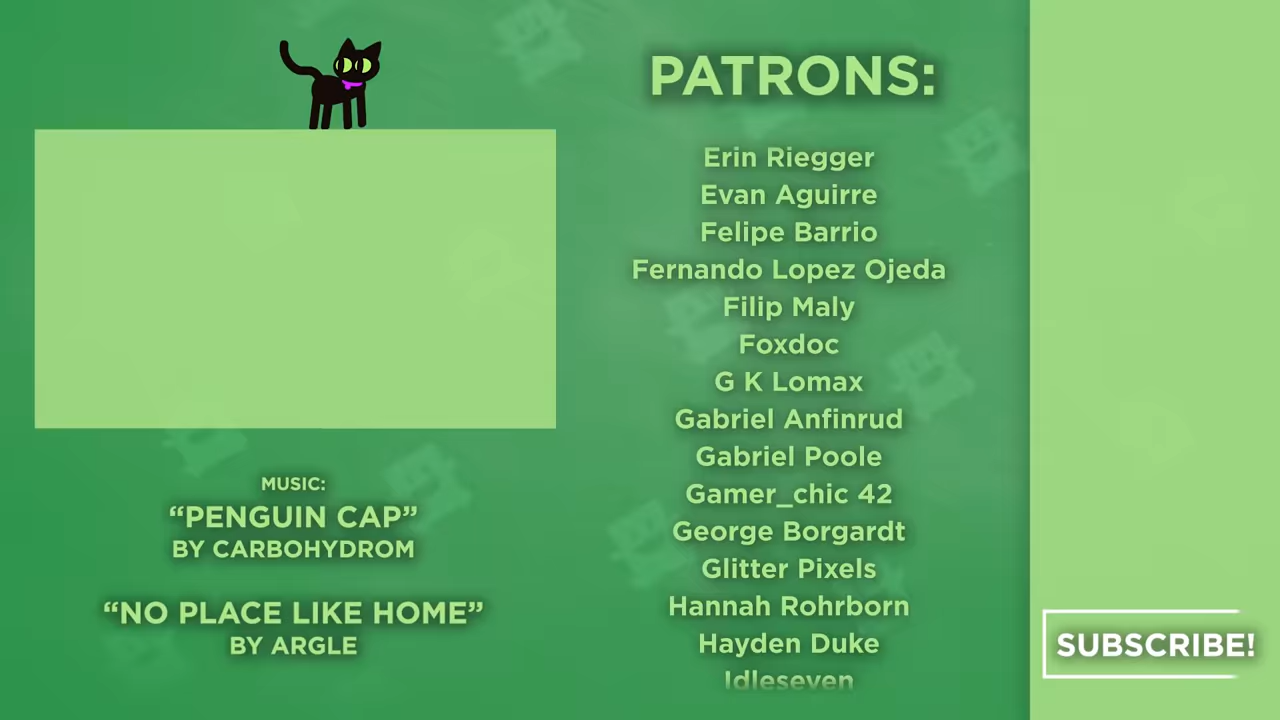 PATRONS:
Erin Riegger
Evan Aguirre
Felipe Barrio
Fernando Lopez Ojeda
Filip Maly
Foxdoc
G K Lomax
Gabriel Anfinrud
Gabriel Poole
Gamer_chic 42
George Borgardt
Glitter Pixels
Hannah Rohrborn
Hayden Duke
Idleseven
MUSIC:
“PENGUIN CAP”
BY CARBOHYDROM
“NO PLACE LIKE HOME”
BY ARGLE
SUBSCRIBE!